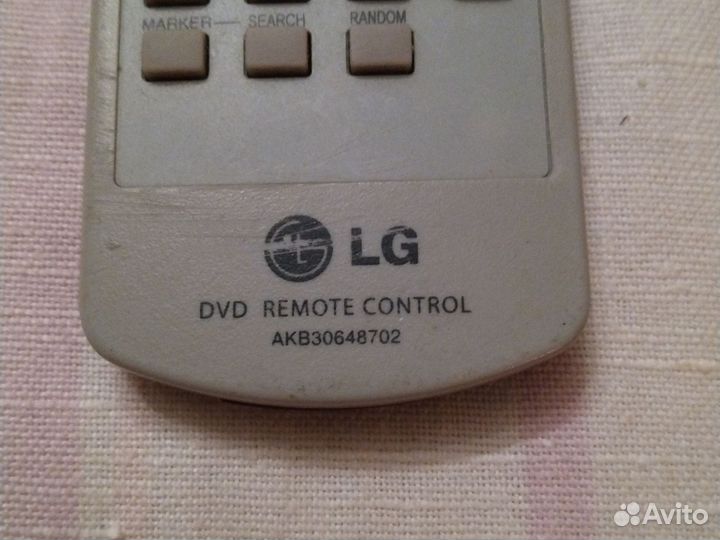 MARKER SEARCH RANDOM
LG
DVD REMOTE CONTROL
AKB30648702
Avito